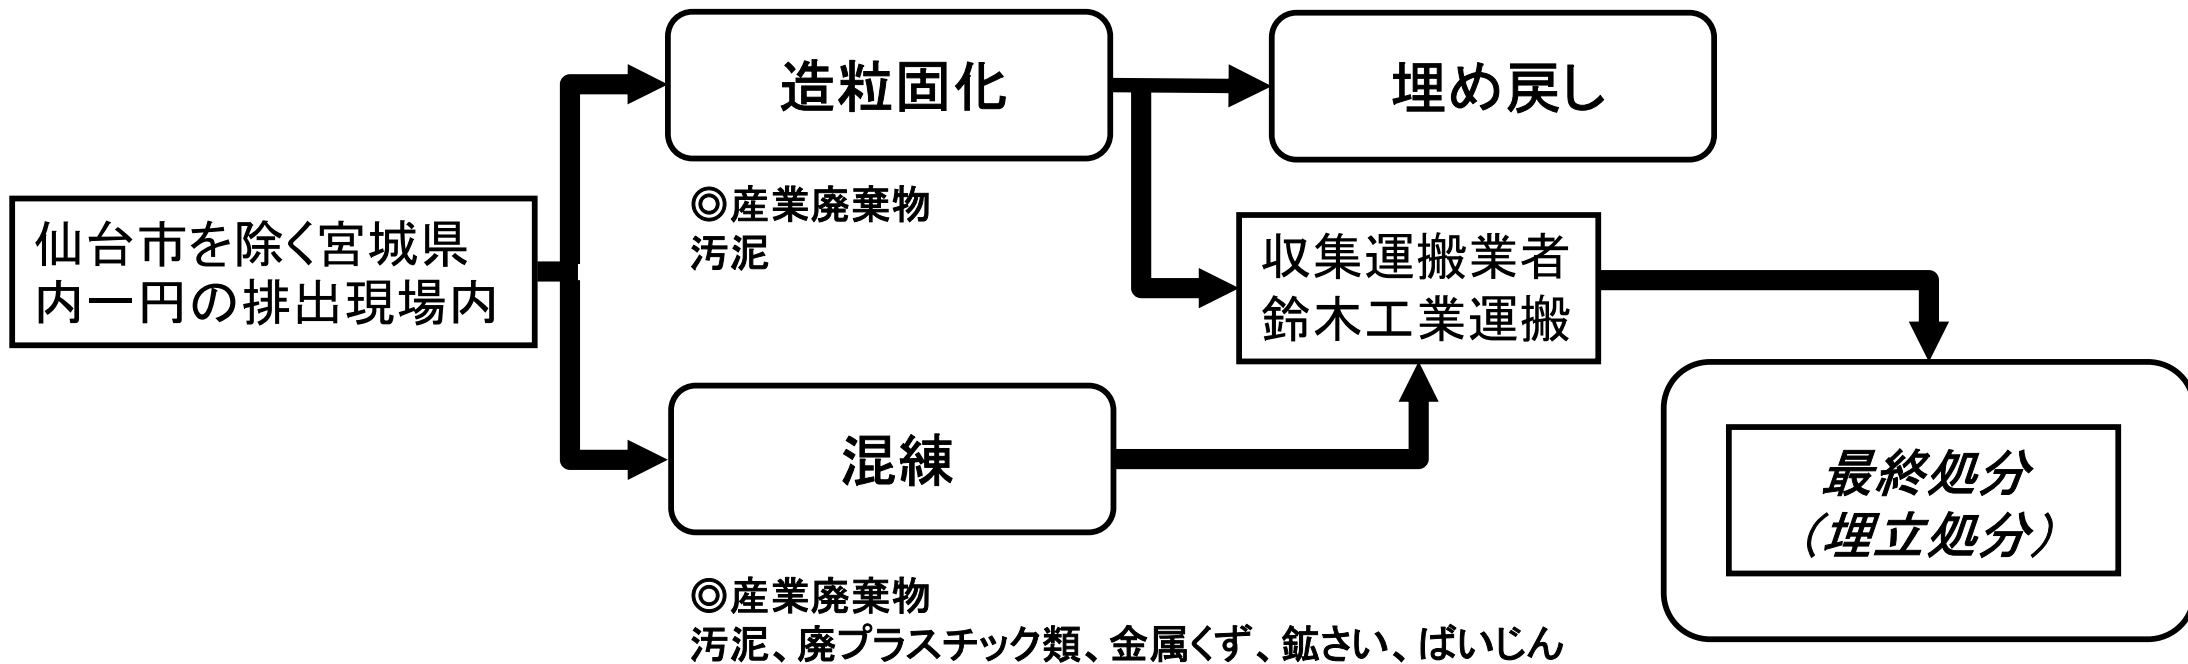 造粒固化
埋め戻し
◎産業廃棄物
汚泥
仙台市を除く宮城県
内一円の排出現場内
収集運搬業者
鈴木工業運搬
混練
最終処分
（埋立処分）
◎産業廃棄物
汚泥、廃プラスチック類、金属くず、鉱さい、ばいじん